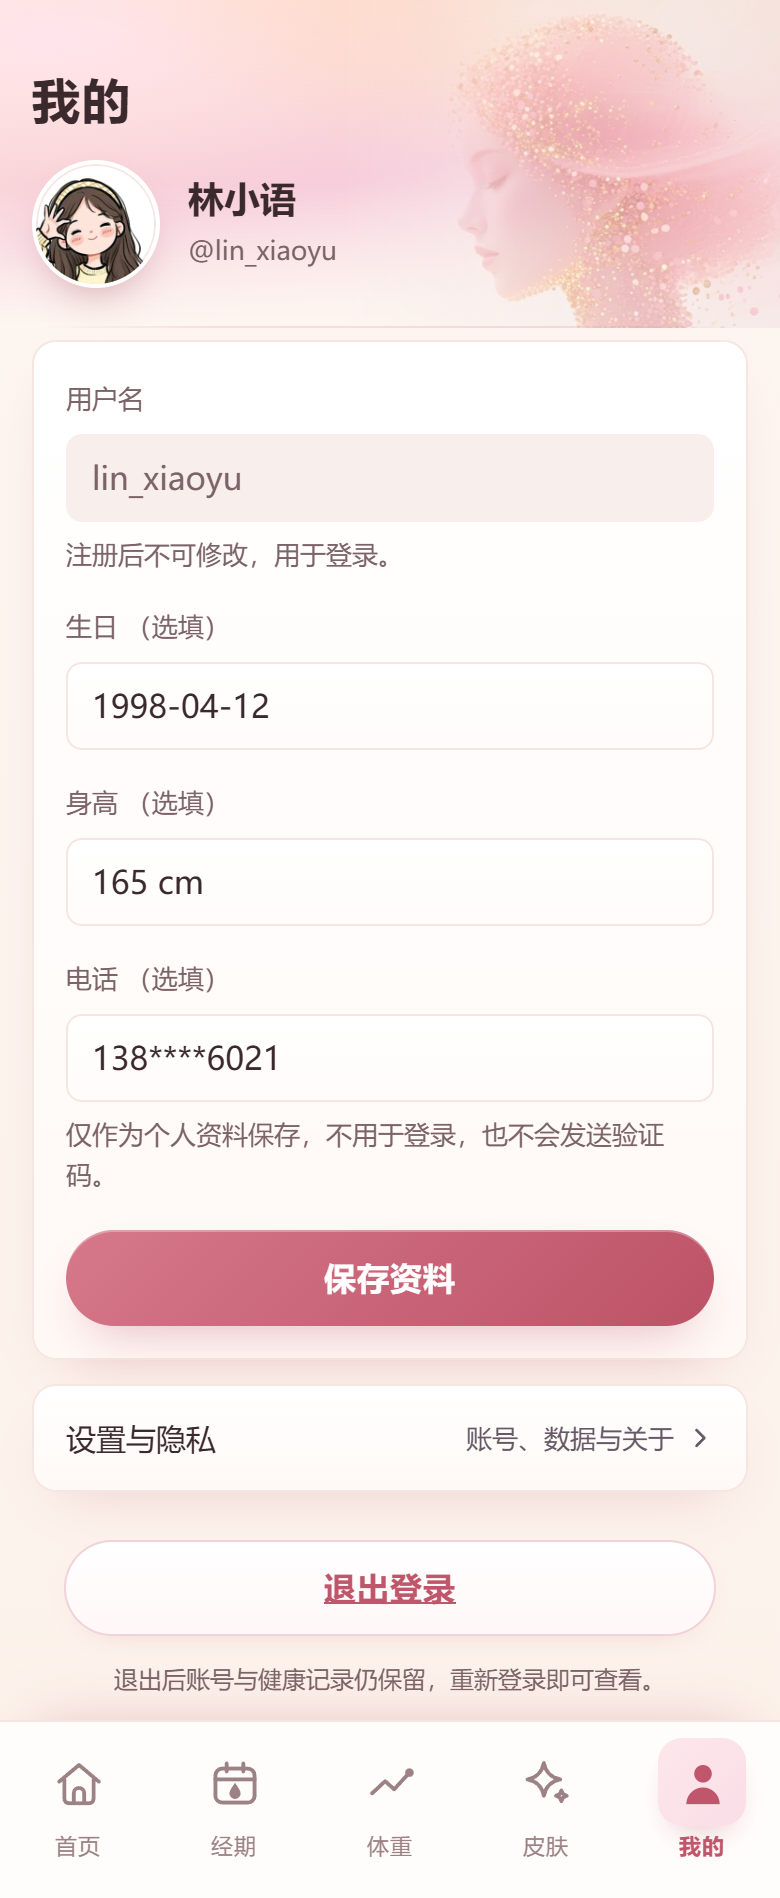 我的
林小语
@lin_xiaoyu
用户名
lin_xiaoyu
注册后不可修改，用于登录。
生日 （选填）
1998-04-12
身高 （选填）
165 cm
电话 （选填）
138****6021
仅作为个人资料保存，不用于登录，也不会发送验证
码。
保存资料
设置与隐私 账号、数据与关于
退出登录
退出后账号与健康记录仍保留，重新登录即可查看。
首页 经期 体重 皮肤 我的